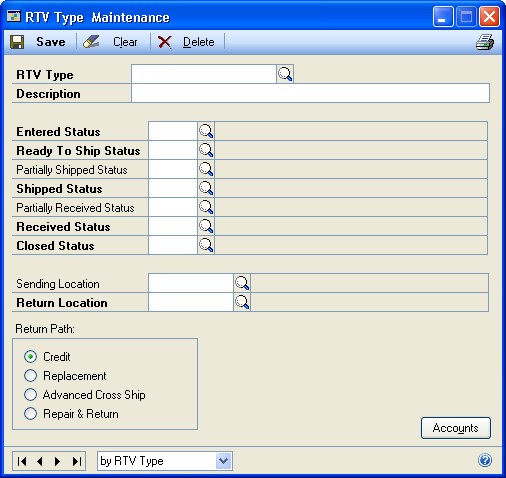 RTV Type Maintenance
Save Clear Delete
RTV Type
Description
Entered Status
Ready To Ship Status
Partially Shipped Status
Shipped Status
Partially Received Status
Received Status
Closed Status
Sending Location
Return Location
Return Path:
Credit
Replacement
Advanced Cross Ship
Repair & Return
Accounts
by RTV Type